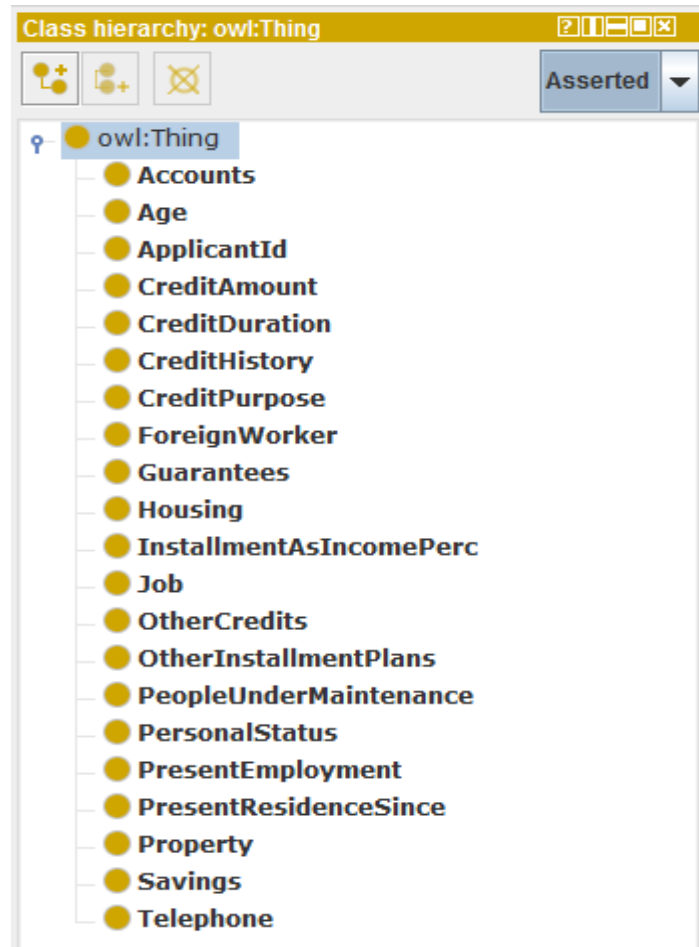 Class hierarchy: owl:Thing
Asserted
owl:Thing
Accounts
Age
ApplicantId
CreditAmount
CreditDuration
CreditHistory
CreditPurpose
ForeignWorker
Guarantees
Housing
InstallmentAsIncomePerc
Job
OtherCredits
OtherInstallmentPlans
PeopleUnderMaintenance
PersonalStatus
PresentEmployment
PresentResidenceSince
Property
Savings
Telephone